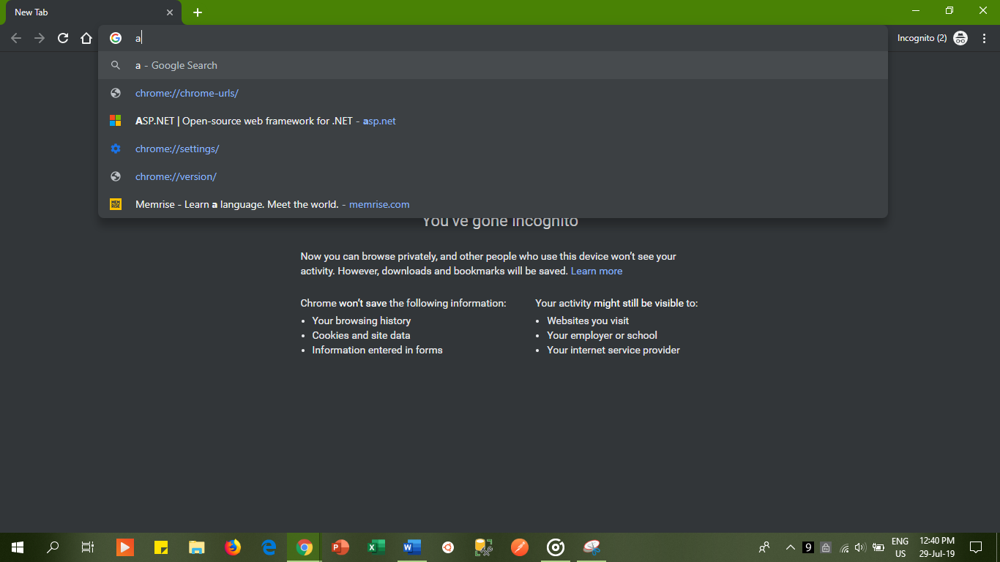 New Tab
a
Incognito (2)
a - Google Search
chrome://chrome-urls/
ASP.NET | Open-source web framework for .NET - asp.net
chrome://settings/
chrome://version/
MEM
RISE
Memrise - Learn a language. Meet the world. - memrise.com
You've gone incognito
Now you can browse privately, and other people who use this device won't see your
activity. However, downloads and bookmarks will be saved. Learn more
Chrome won't save the following information:
• Your browsing history
• Cookies and site data
• Information entered in forms
Your activity might still be visible to:
• Websites you visit
• Your employer or school
• Your internet service provider
9
ENG
US
12:40 PM
29-Jul-19